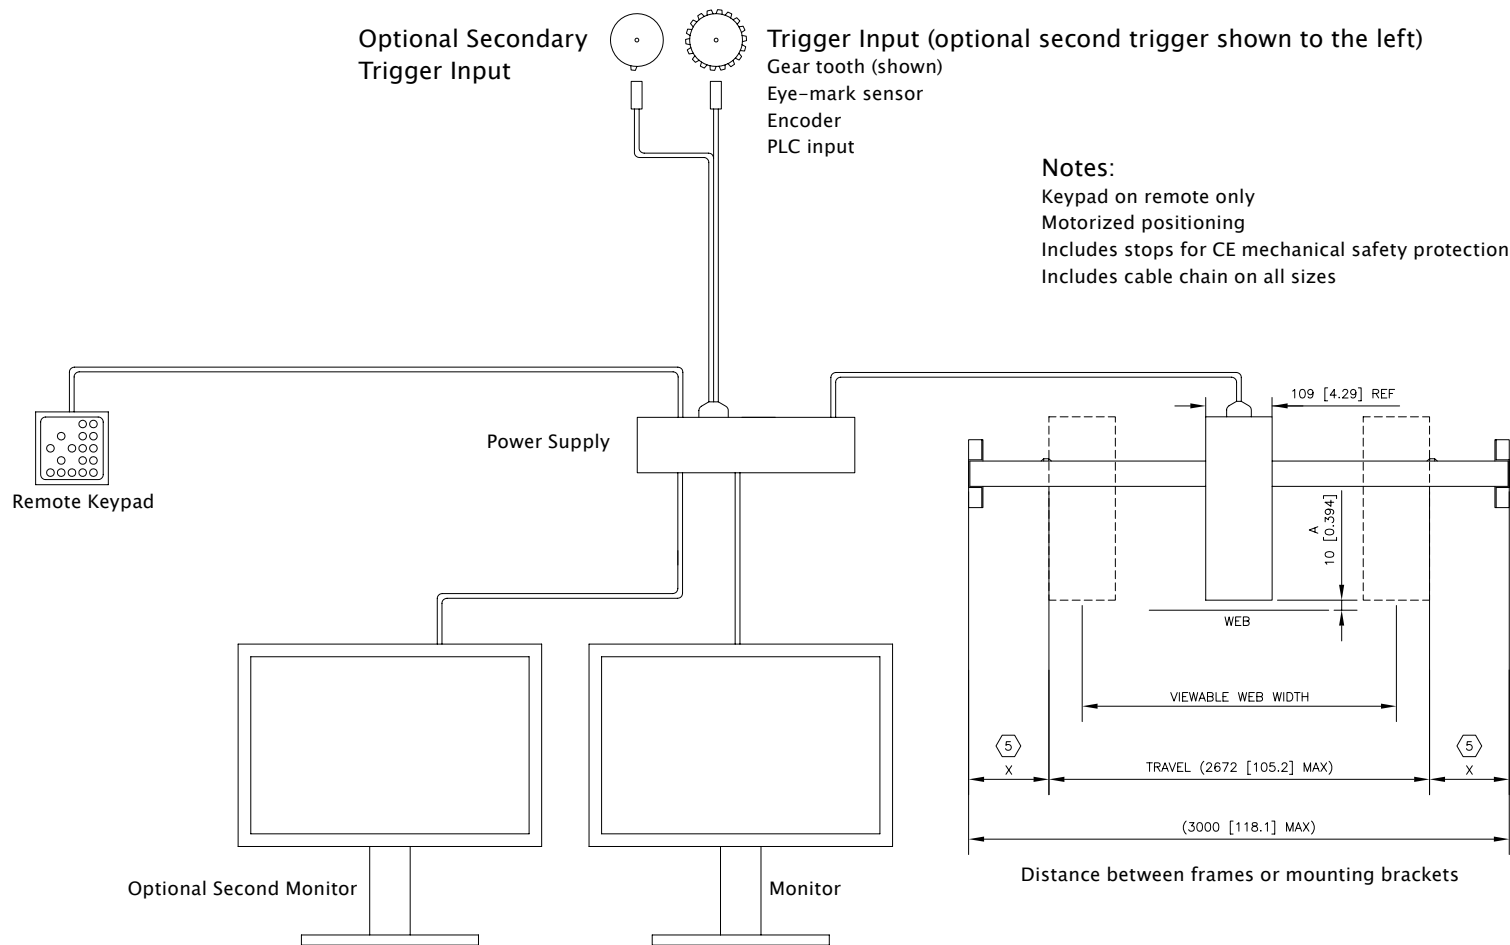 Optional Secondary
Trigger Input
Trigger Input (optional second trigger shown to the left)
Gear tooth (shown)
Eye-mark sensor
Encoder
PLC input
Notes:
Keypad on remote only
Motorized positioning
Includes stops for CE mechanical safety protection
Includes cable chain on all sizes
109 [4.29] REF
Power Supply
Remote Keypad
A
10 [0.394]
WEB
VIEWABLE WEB WIDTH
5
X
TRAVEL (2672 [105.2] MAX)
5
X
(3000 [118.1] MAX)
Distance between frames or mounting brackets
Optional Second Monitor
Monitor